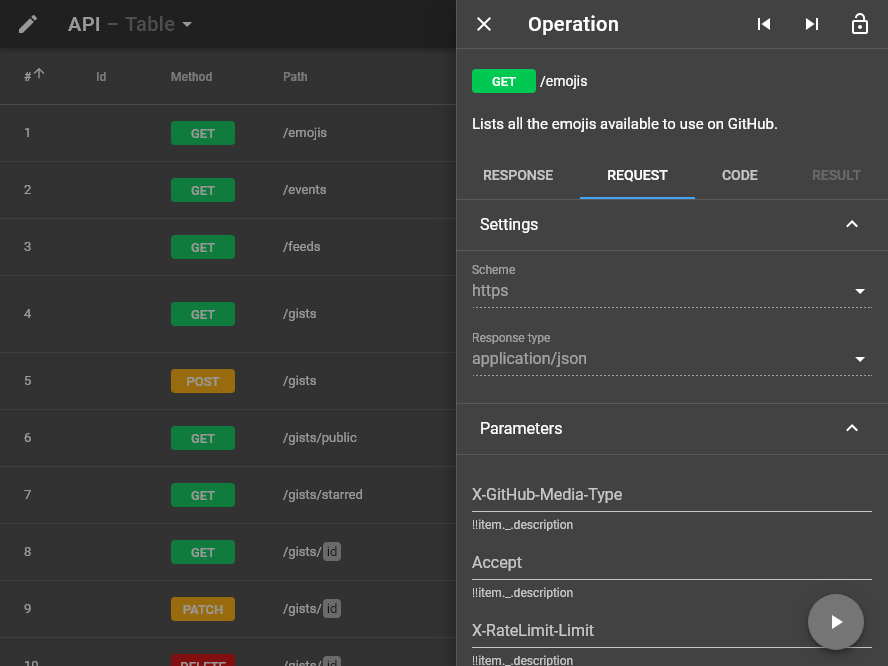 API – Table
# Id Method Path
1 GET /emojis
2 GET /events
3 GET /feeds
4 GET /gists
5 POST /gists
6 GET /gists/public
7 GET /gists/starred
8 GET /gists/ id
9 PATCH /gists/ id
10 DELETE /gists/ id
Operation
GET /emojis
Lists all the emojis available to use on GitHub.
RESPONSE REQUEST CODE RESULT
Settings
Scheme
https
Response type
application/json
Parameters
X-GitHub-Media-Type
!!item._.description
Accept
!!item._.description
X-RateLimit-Limit
!!item._.description